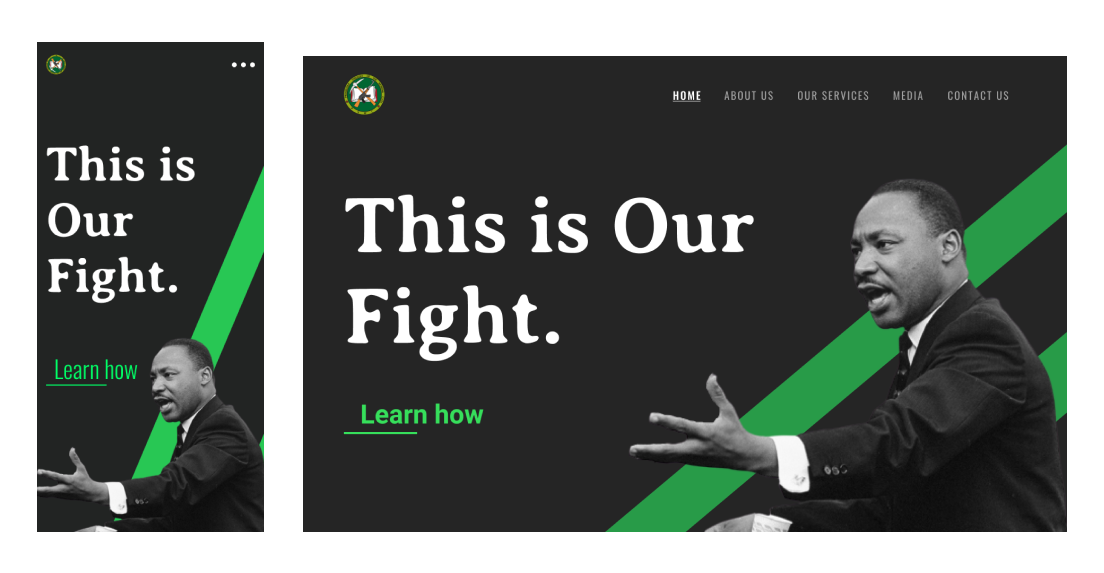 This is
Our
Fight.
Learn how
HOME ABOUT US OUR SERVICES MEDIA CONTACT US
This is Our
Fight.
Learn how